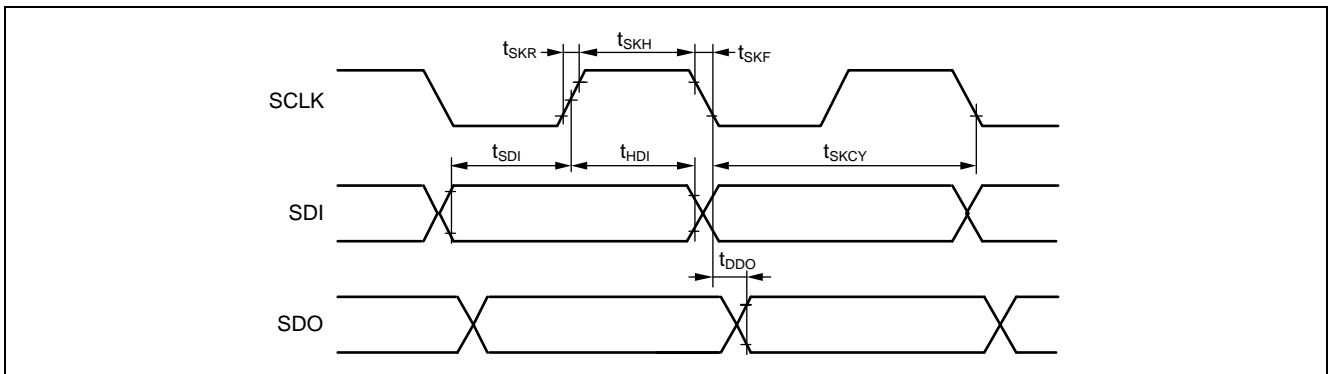 tSKR
tSKH
tSKF
SCLK
tSDI
tHDI
tSKCY
SDI
tDDO
SDO